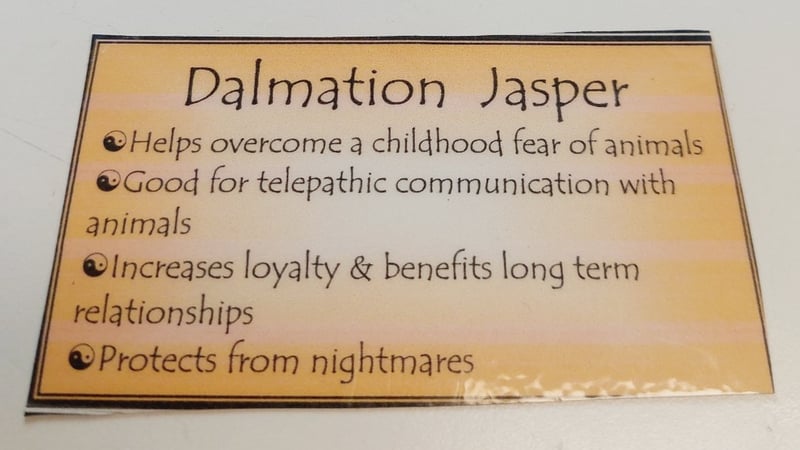 Dalmation Jasper
☯Helps overcome a childhood fear of animals
☯Good for telepathic communication with
animals
☯Increases loyalty & benefits long term
relationships
☯Protects from nightmares